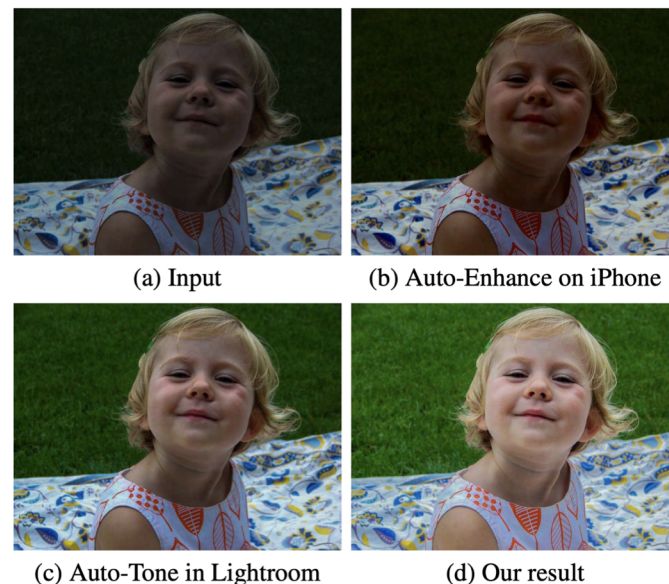 (a) Input
(b) Auto-Enhance on iPhone
(c) Auto-Tone in Lightroom
(d) Our result